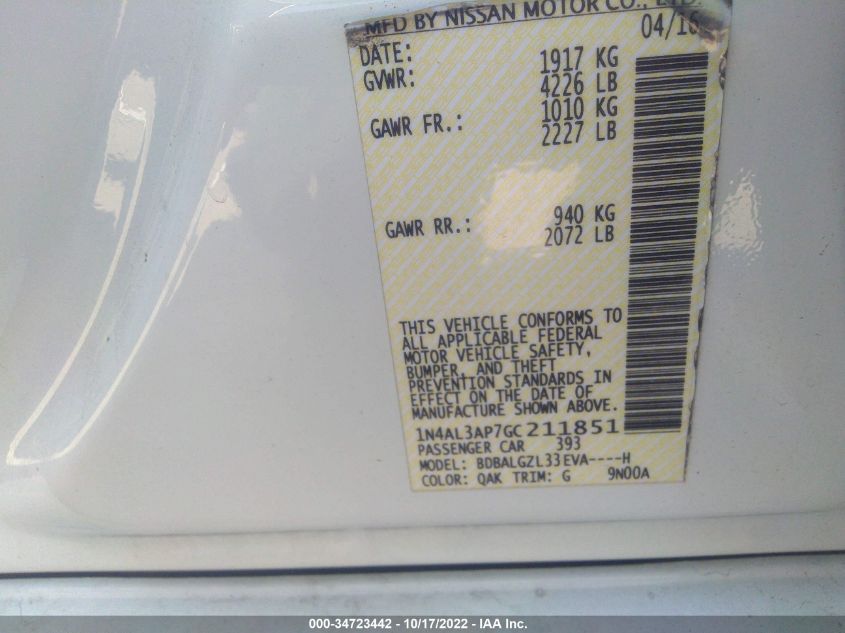 MFD BY NISSAN MOTOR CO., LTD.
DATE: 04/16
GVWR: 1917 KG
4226 LB
GAWR FR.: 1010 KG
2227 LB
GAWR RR.: 940 KG
2072 LB
THIS VEHICLE CONFORMS TO
ALL APPLICABLE FEDERAL
MOTOR VEHICLE SAFETY,
BUMPER, AND THEFT
PREVENTION STANDARDS IN
EFFECT ON THE DATE OF
MANUFACTURE SHOWN ABOVE.
1N4AL3AP7GC211851
PASSENGER CAR 393
MODEL: BDBALGZL33EVA----H
COLOR: QAK TRIM: G 9N00A
000-34723442 - 10/17/2022 - IAA Inc.